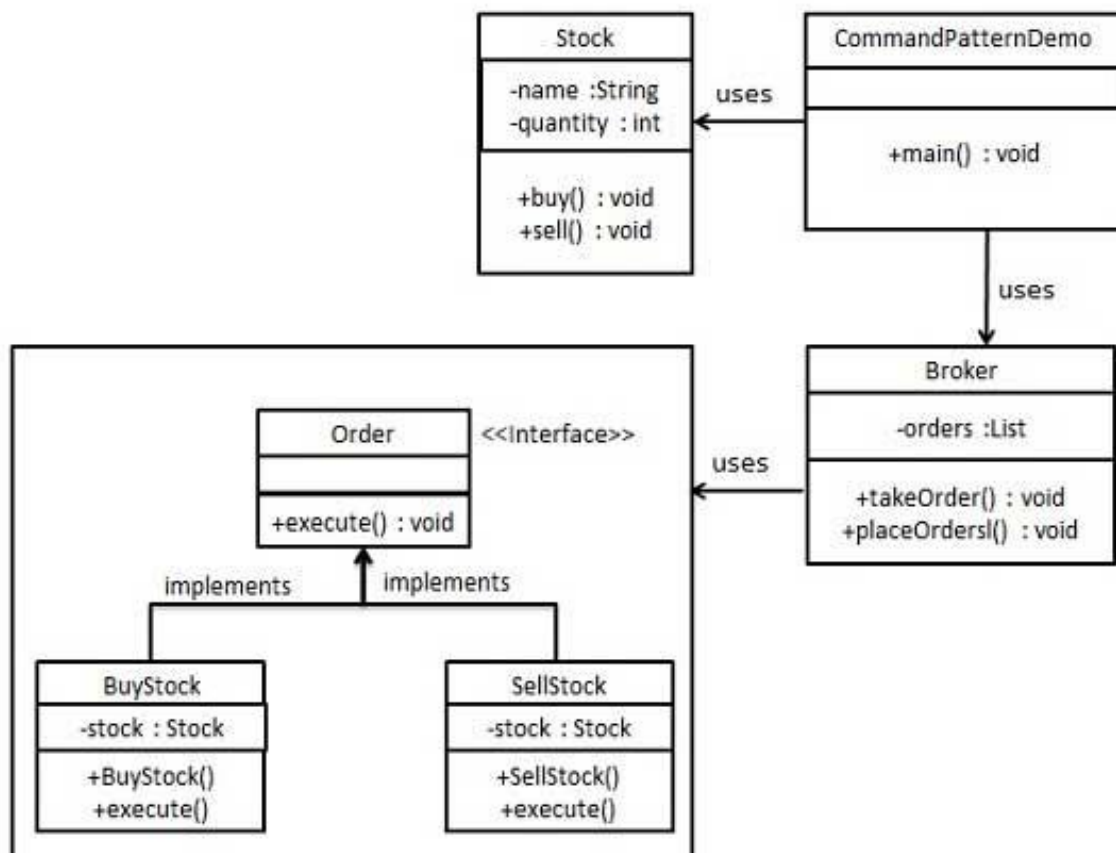 Stock
-name :String
-quantity : int
+buy() : void
+sell() : void
uses
CommandPatternDemo
+main() : void
uses
Broker
-orders :List
+takeOrder() : void
+placeOrdersl() : void
uses
Order
<<Interface>>
+execute() : void
implements
implements
BuyStock
-stock : Stock
+BuyStock()
+execute()
SellStock
-stock : Stock
+SellStock()
+execute()